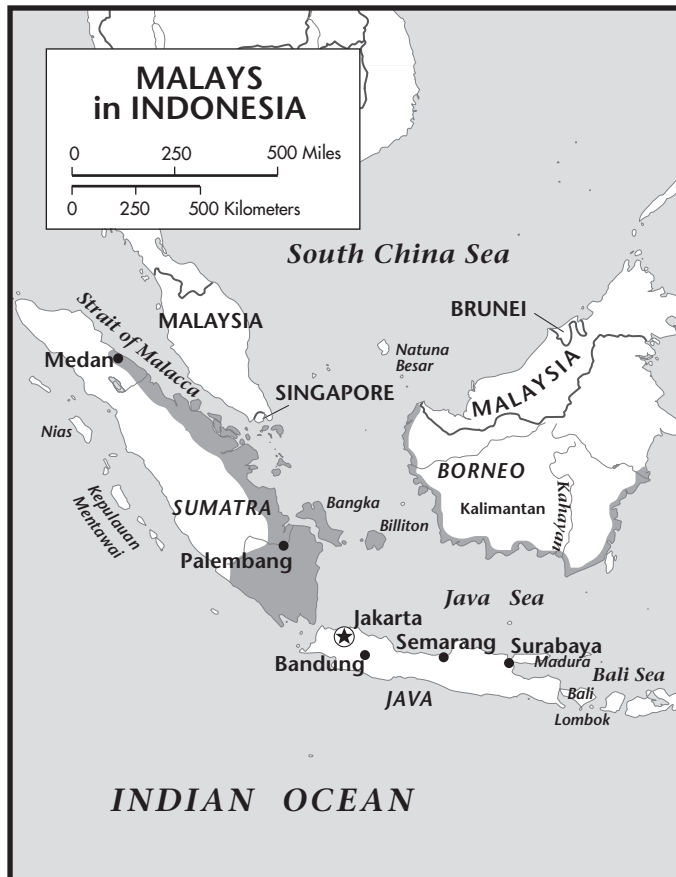 MALAYS
in INDONESIA
0 250 500 Miles
0 250 500 Kilometers
South China Sea
BRUNEI
MALAYSIA
Strait of Malacca
Medan
Natuna
Besar
MALAYSIA
SINGAPORE
Nias
BORNEO
SUMATRA
Bangka
Kepulauan
Mentawai
Kalimantan
Kahayan
Billiton
Palembang
Java Sea
Jakarta
Semarang
Surabaya
Bandung
Madura
Bali Sea
JAVA
Bali
Lombok
INDIAN OCEAN